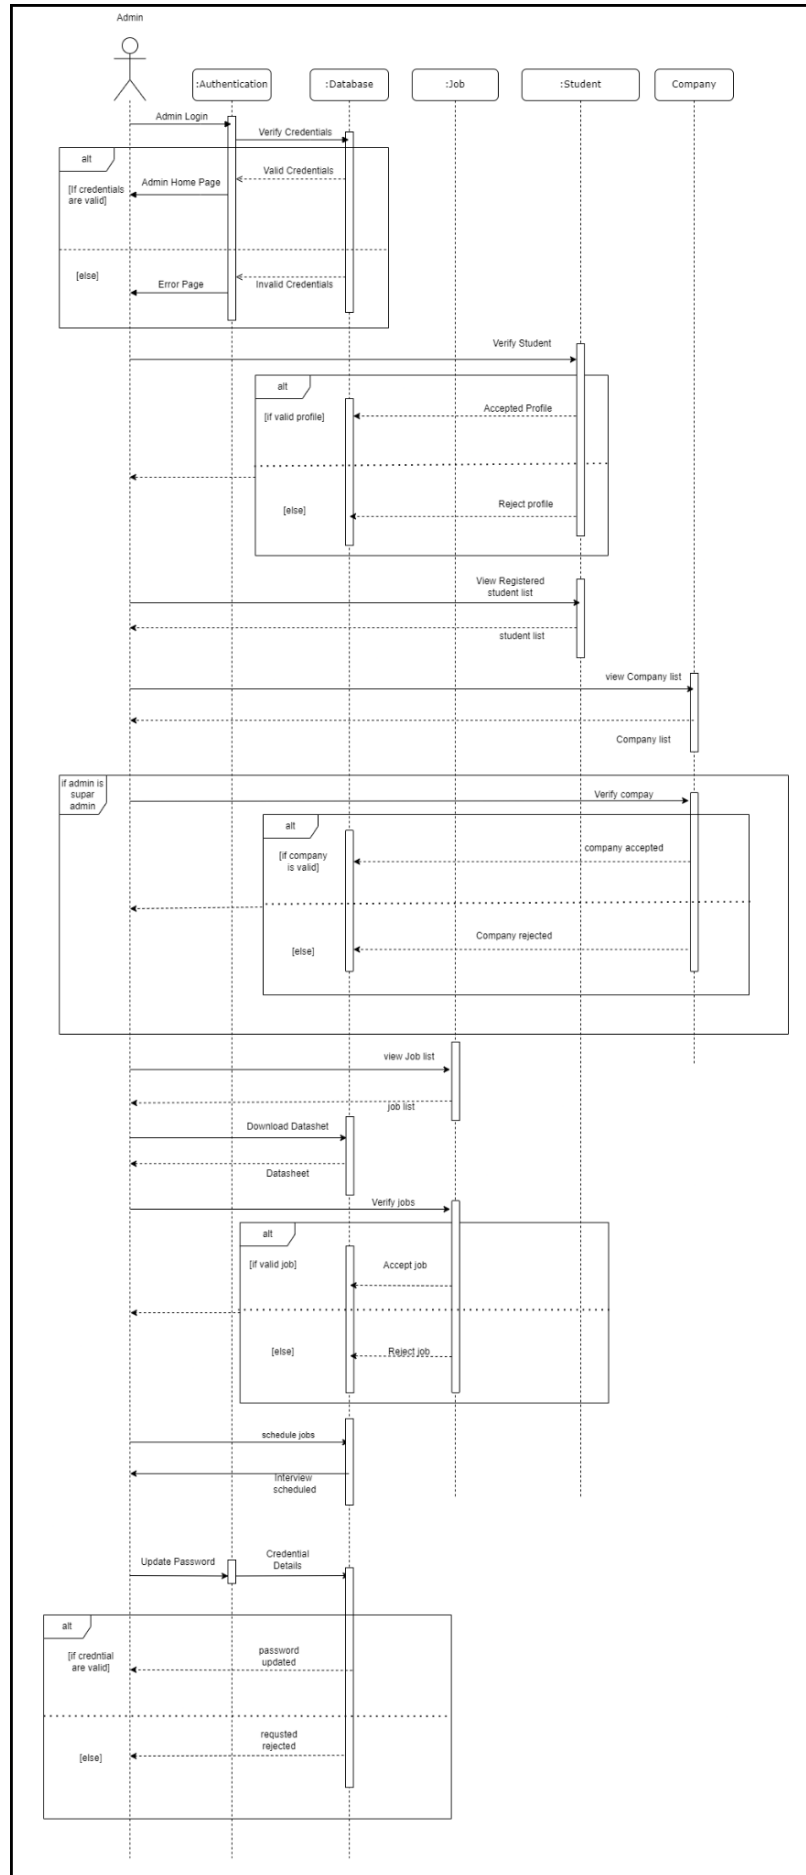 Admin
:Authentication
:Database
:Job
:Student
Company
Admin Login
Verify Credentials
alt
Valid Credentials
[If credentials
are valid]
Admin Home Page
[else]
Invalid Credentials
Error Page
Verify Student
alt
[if valid profile]
Accepted Profile
[else]
Reject profile
View Registered
student list
student list
view Company list
Company list
if admin is
supar
admin
Verify compay
alt
[if company
is valid]
company accepted
[else]
Company rejected
view Job list
job list
Download Datashet
Datasheet
Verify jobs
alt
[if valid job]
Accept job
[else]
Reject job
schedule jobs
Interview
scheduled
Update Password
Credential
Details
alt
[if credntial
are valid]
password
updated
requsted
rejected
[else]